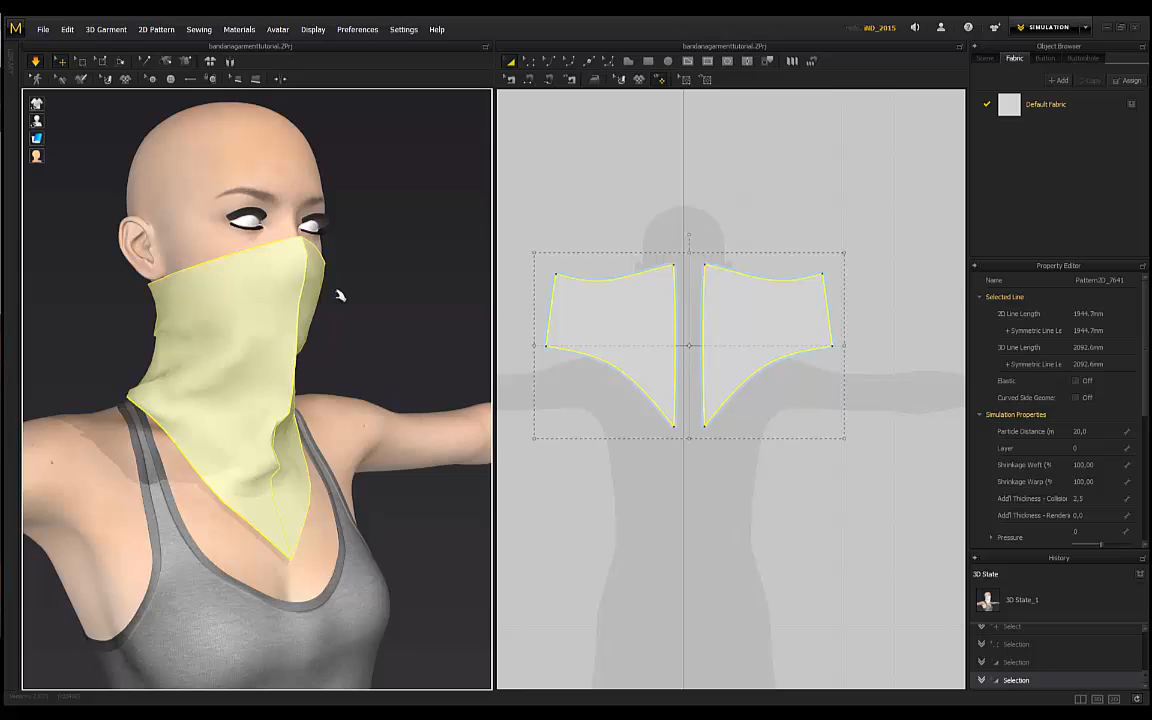 M File Edit 3D Garment 2D Pattern Sewing Materials Avatar Display Preferences Settings Help
iND_2015
SIMULATION
bandanagarmenttutorial.ZPrj
bandanagarmenttutorial.ZPrj
Object Browser
Scene Fabric Button ButtonHole
+ Add Copy Assign
Default Fabric
Property Editor
Name Pattern2D_7641
Selected Line
2D Line Length 1944.7mm
+ Symmetric Line Le 1944.7mm
3D Line Length 2092.6mm
+ Symmetric Line Le 2092.6mm
Elastic Off
Curved Side Geome Off
Simulation Properties
Particle Distance (m 20,0
Layer 0
Shrinkage Weft (% 100,00
Shrinkage Warp (% 100,00
Add'l Thickness - Collisio 2,5
Add'l Thickness - Render 0,0
Pressure 0
History
3D State
3D State_1
Select
Selection
Selection
Selection